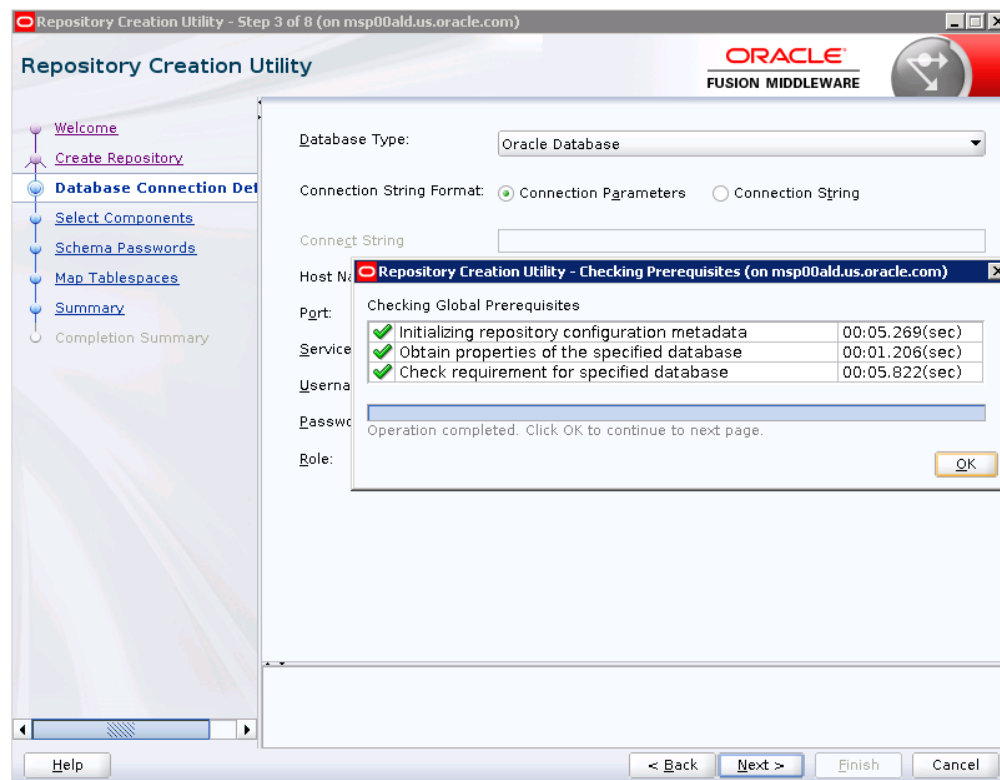 Repository Creation Utility - Step 3 of 8 (on msp00ald.us.oracle.com)
Repository Creation Utility
ORACLE
FUSION MIDDLEWARE
Welcome
Create Repository
Database Connection Det
Select Components
Schema Passwords
Map Tablespaces
Summary
Completion Summary
Database Type: Oracle Database
Connection String Format: Connection Parameters Connection String
Connect String
Host Na
Port:
Service
Userna
Passwo
Role:
Repository Creation Utility - Checking Prerequisites (on msp00ald.us.oracle.com)
Checking Global Prerequisites
Initializing repository configuration metadata 00:05.269(sec)
Obtain properties of the specified database 00:01.206(sec)
Check requirement for specified database 00:05.822(sec)
Operation completed. Click OK to continue to next page.
OK
Help < Back Next > Finish Cancel